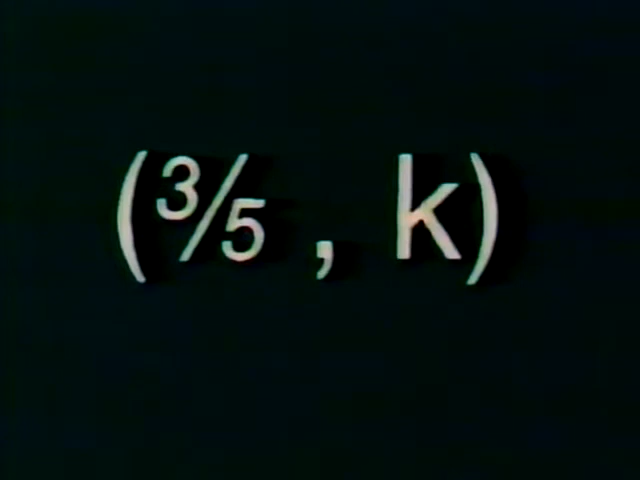 (⅗ , k)